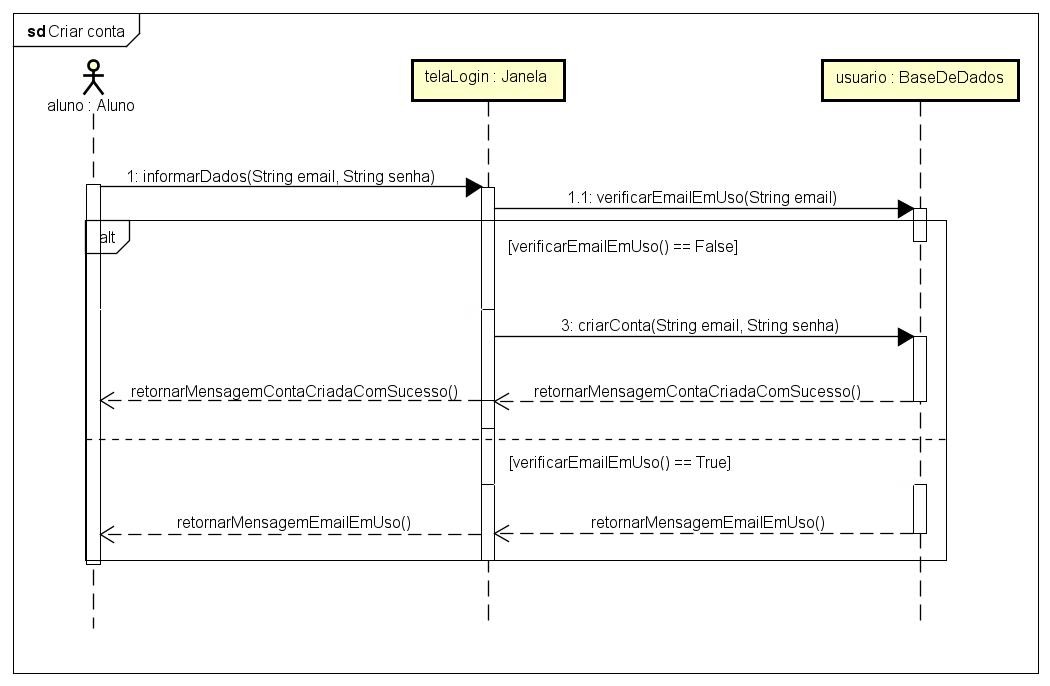 sd Criar conta
telaLogin : Janela
usuario : BaseDeDados
aluno : Aluno
1: informarDados(String email, String senha)
1.1: verificarEmailEmUso(String email)
alt
[verificarEmailEmUso() == False]
3: criarConta(String email, String senha)
retornarMensagemContaCriadaComSucesso()
retornarMensagemContaCriadaComSucesso()
[verificarEmailEmUso() == True]
retornarMensagemEmailEmUso()
retornarMensagemEmailEmUso()